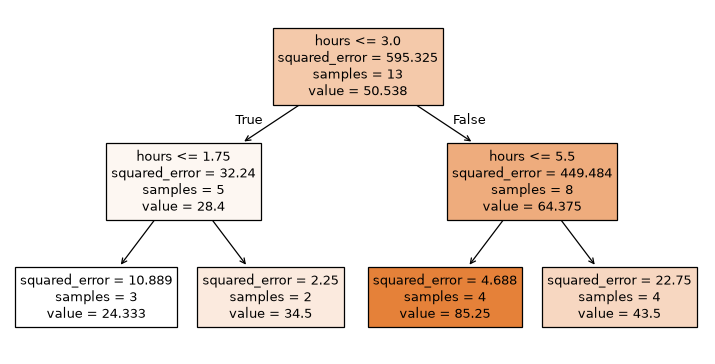 hours <= 3.0
squared_error = 595.325
samples = 13
value = 50.538
True
False
hours <= 1.75
squared_error = 32.24
samples = 5
value = 28.4
hours <= 5.5
squared_error = 449.484
samples = 8
value = 64.375
squared_error = 10.889
samples = 3
value = 24.333
squared_error = 2.25
samples = 2
value = 34.5
squared_error = 4.688
samples = 4
value = 85.25
squared_error = 22.75
samples = 4
value = 43.5